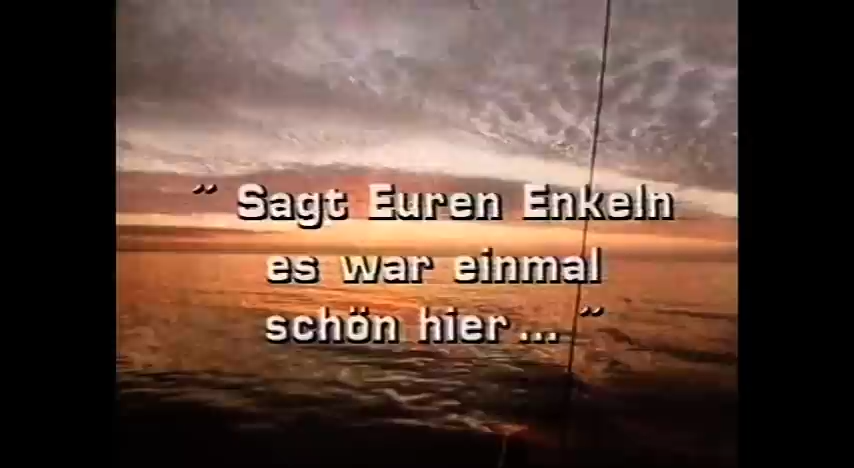 " Sagt Euren Enkeln
es war einmal
schön hier ... "